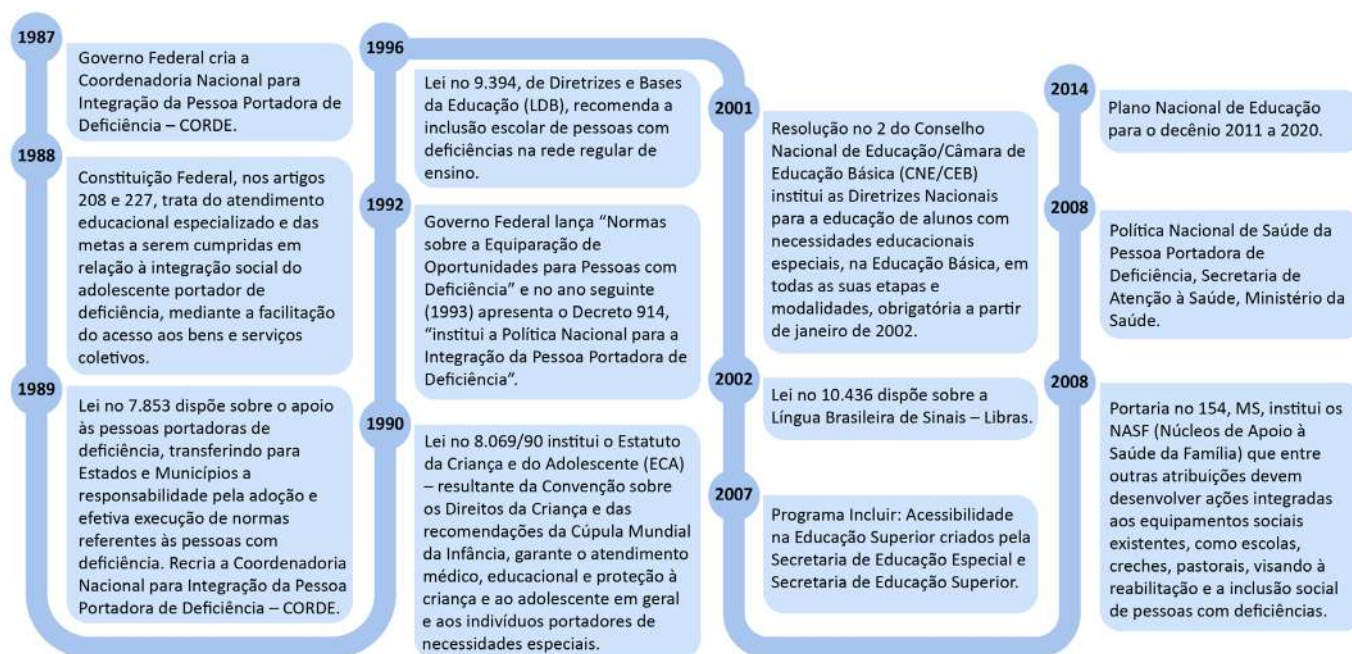 1987
Governo Federal cria a
Coordenadoria Nacional para
Integração da Pessoa Portadora de
Deficiência – CORDE.
1988
Constituição Federal, nos artigos
208 e 227, trata do atendimento
educacional especializado e das
metas a serem cumpridas em
relação à integração social do
adolescente portador de
deficiência, mediante a facilitação
do acesso aos bens e serviços
coletivos.
1989
Lei no 7.853 dispõe sobre o apoio
às pessoas portadoras de
deficiência, transferindo para
Estados e Municípios a
responsabilidade pela adoção e
efetiva execução de normas
referentes às pessoas com
deficiência. Recria a Coordenadoria
Nacional para Integração da Pessoa
Portadora de Deficiência – CORDE.
1996
Lei no 9.394, de Diretrizes e Bases
da Educação (LDB), recomenda a
inclusão escolar de pessoas com
deficiências na rede regular de
ensino.
1992
Governo Federal lança “Normas
sobre a Equiparação de
Oportunidades para Pessoas com
Deficiência” e no ano seguinte
(1993) apresenta o Decreto 914,
“institui a Política Nacional para a
Integração da Pessoa Portadora de
Deficiência”.
1990
Lei no 8.069/90 institui o Estatuto
da Criança e do Adolescente (ECA)
– resultante da Convenção sobre
os Direitos da Criança e das
recomendações da Cúpula Mundial
da Infância, garante o atendimento
médico, educacional e proteção à
criança e ao adolescente em geral
e aos indivíduos portadores de
necessidades especiais.
2001
Resolução no 2 do Conselho
Nacional de Educação/Câmara de
Educação Básica (CNE/CEB)
institui as Diretrizes Nacionais
para a educação de alunos com
necessidades educacionais
especiais, na Educação Básica, em
todas as suas etapas e
modalidades, obrigatória a partir
de janeiro de 2002.
2002
Lei no 10.436 dispõe sobre a
Língua Brasileira de Sinais – Libras.
2007
Programa Incluir: Acessibilidade
na Educação Superior criados pela
Secretaria de Educação Especial e
Secretaria de Educação Superior.
2014
Plano Nacional de Educação
para o decênio 2011 a 2020.
2008
Política Nacional de Saúde da
Pessoa Portadora de
Deficiência, Secretaria de
Atenção à Saúde, Ministério da
Saúde.
2008
Portaria no 154, MS, institui os
NASF (Núcleos de Apoio à
Saúde da Família) que entre
outras atribuições devem
desenvolver ações integradas
aos equipamentos sociais
existentes, como escolas,
creches, pastorais, visando à
reabilitação e a inclusão social
de pessoas com deficiências.